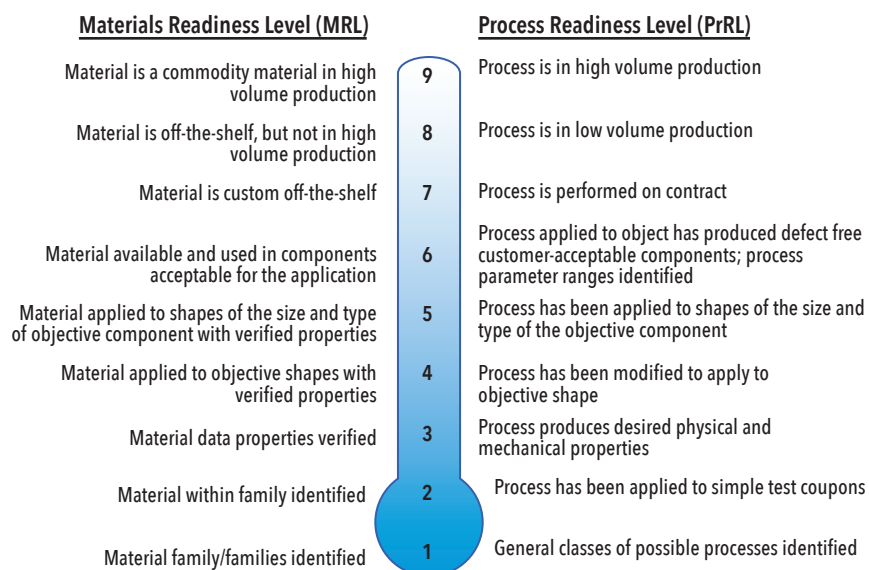 Materials Readiness Level (MRL)
Process Readiness Level (PrRL)
Material is a commodity material in high
volume production
9
Process is in high volume production
Material is off-the-shelf, but not in high
volume production
8
Process is in low volume production
Material is custom off-the-shelf
7
Process is performed on contract
Material available and used in components
acceptable for the application
6
Process applied to object has produced defect free
customer-acceptable components; process
parameter ranges identified
Material applied to shapes of the size and type
of objective component with verified properties
5
Process has been applied to shapes of the size and
type of the objective component
Material applied to objective shapes with
verified properties
4
Process has been modified to apply to
objective shape
Material data properties verified
3
Process produces desired physical and
mechanical properties
Material within family identified
2
Process has been applied to simple test coupons
Material family/families identified
1
General classes of possible processes identified